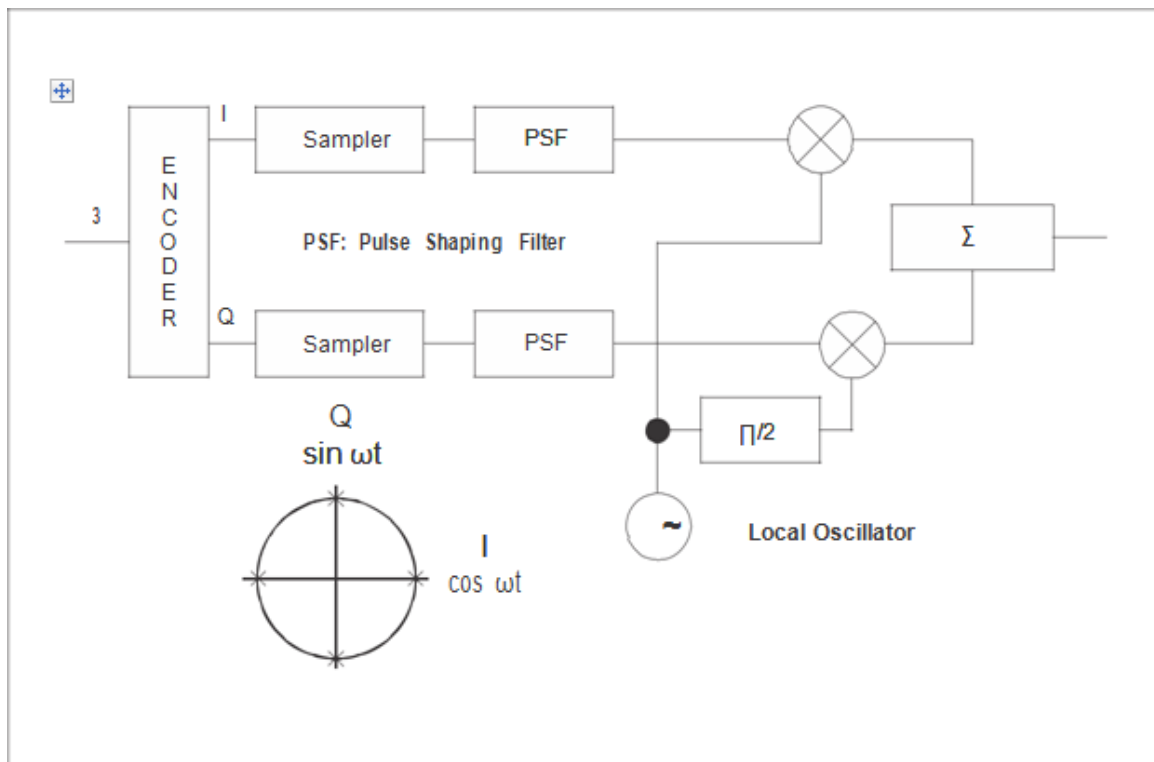 I
Sampler
PSF
E
N
C
O
D
E
R
3
PSF: Pulse Shaping Filter
Σ
Q
Sampler
PSF
∏/2
Q
sin ωt
~
Local Oscillator
I
cos ωt